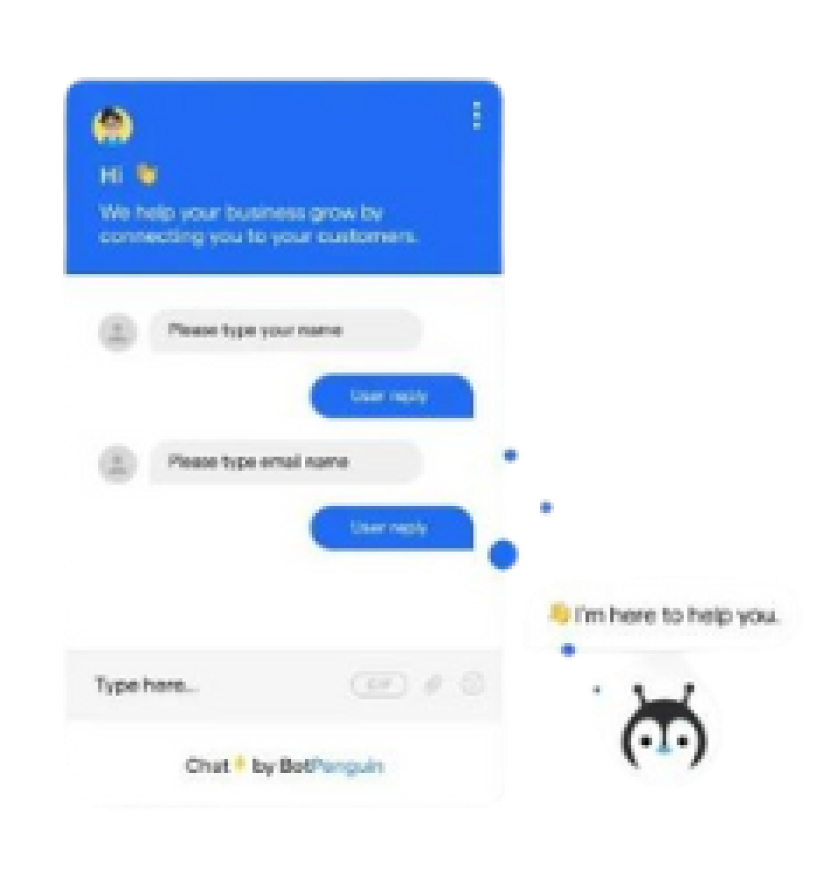 Hi 👋
We help your business grow by
connecting you to your customers.
Please type your name
User reply
Please type email name
User reply
👋 I'm here to help you.
Type here...
GIF
Chat⚡by BotPenguin